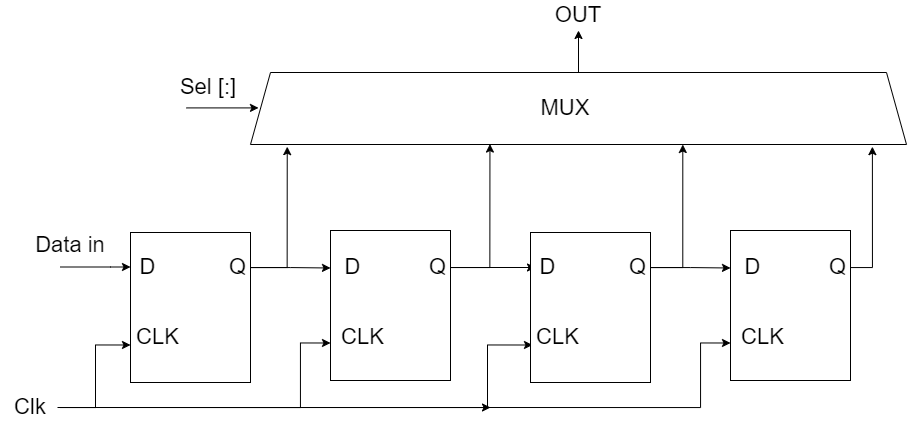 OUT
Sel [:]
MUX
Data in
D Q D Q D Q D Q
CLK CLK CLK CLK
Clk